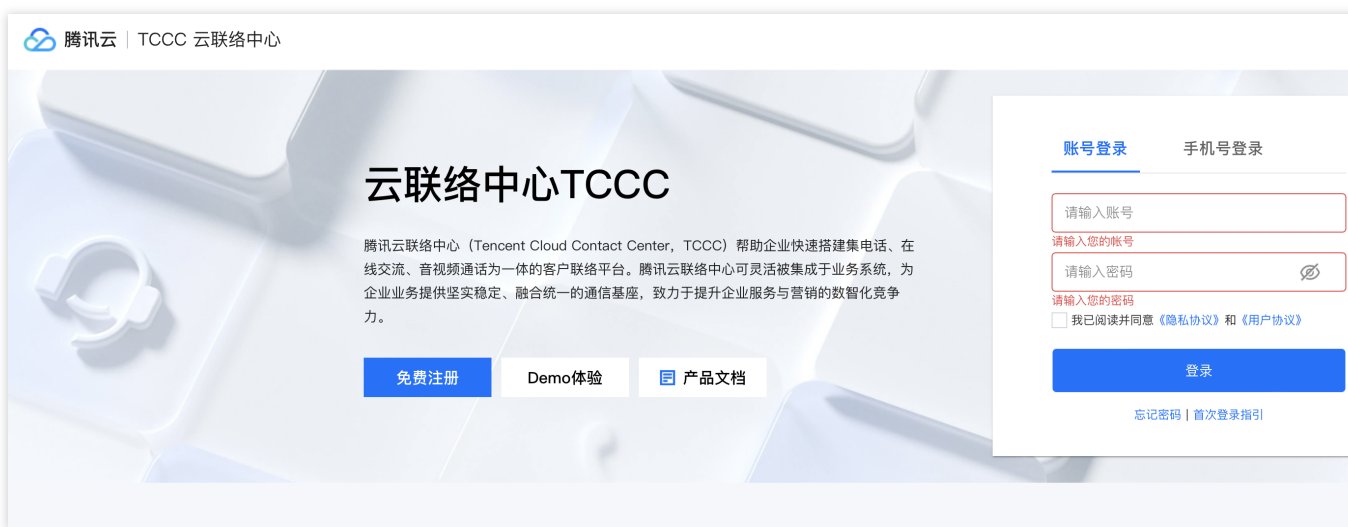 腾讯云 | TCCC 云联络中心
云联络中心TCCC
腾讯云联络中心（Tencent Cloud Contact Center，TCCC）帮助企业快速搭建集电话、在
线交流、音视频通话为一体的客户联络平台。腾讯云联络中心可灵活被集成于业务系统，为
企业业务提供坚实稳定、融合统一的通信基座，致力于提升企业服务与营销的数智化竞争
力。
免费注册 Demo体验 产品文档
账号登录 手机号登录
请输入账号
请输入您的帐号
请输入密码
请输入您的密码
我已阅读并同意《隐私协议》和《用户协议》
登录
忘记密码 | 首次登录指引